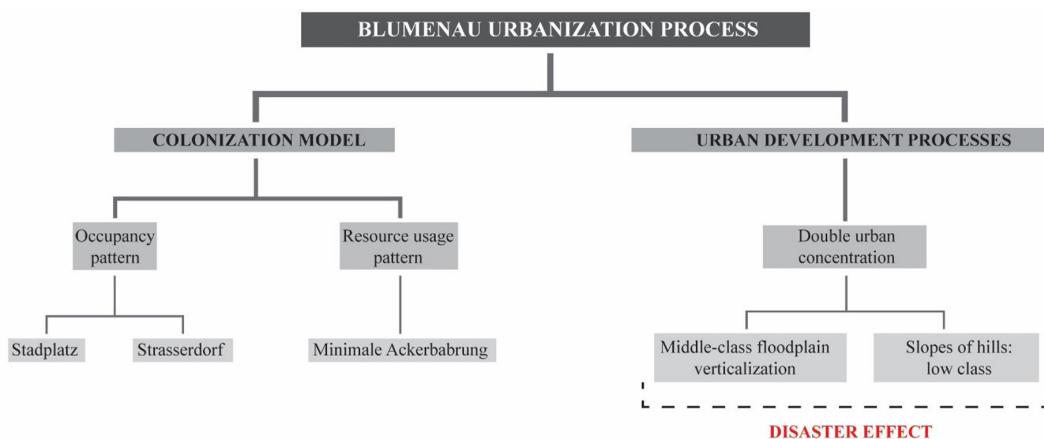 BLUMENAU URBANIZATION PROCESS
COLONIZATION MODEL
URBAN DEVELOPMENT PROCESSES
Occupancy
pattern
Resource usage
pattern
Double urban
concentration
Stadplatz
Strasserdorf
Minimale Ackerbabrung
Middle-class floodplain
verticalization
Slopes of hills:
low class
DISASTER EFFECT